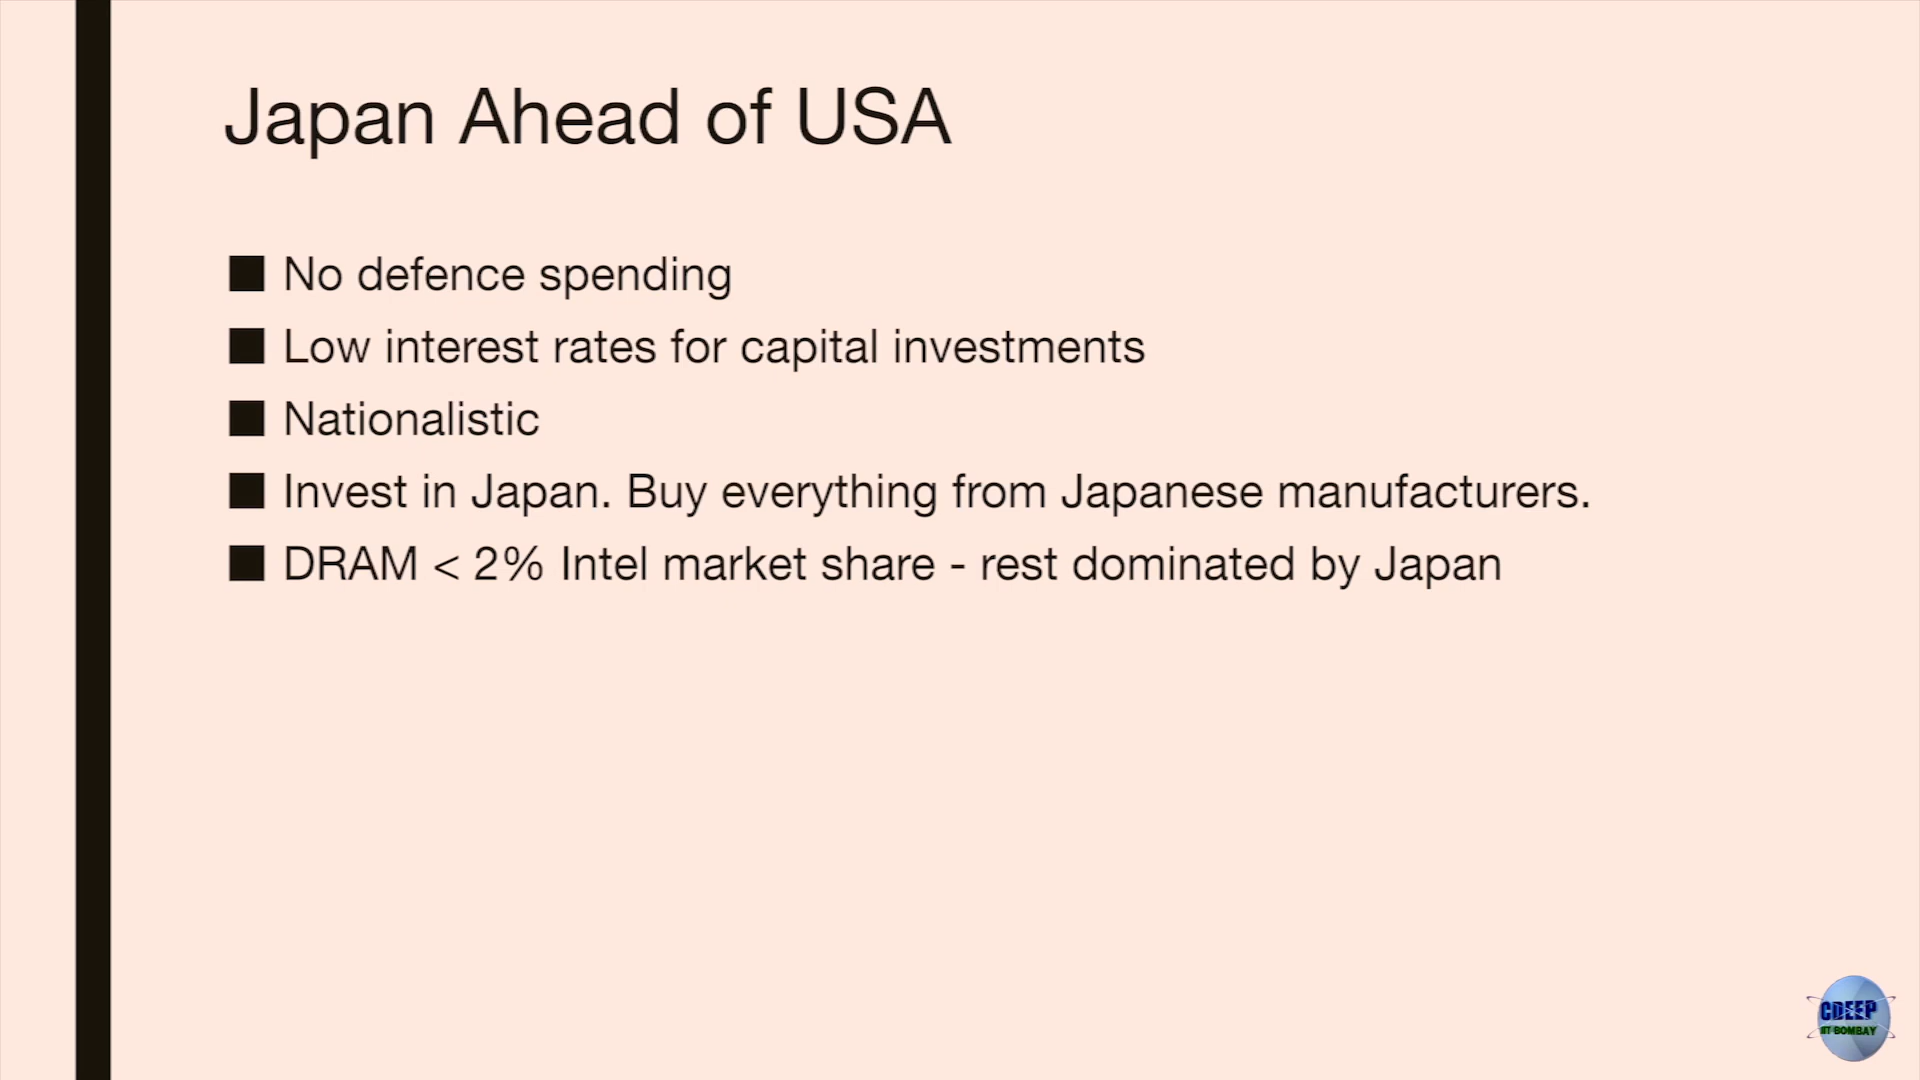 Japan Ahead of USA
■ No defence spending
■ Low interest rates for capital investments
■ Nationalistic
■ Invest in Japan. Buy everything from Japanese manufacturers.
■ DRAM < 2% Intel market share - rest dominated by Japan
CDEEP
IIT BOMBAY